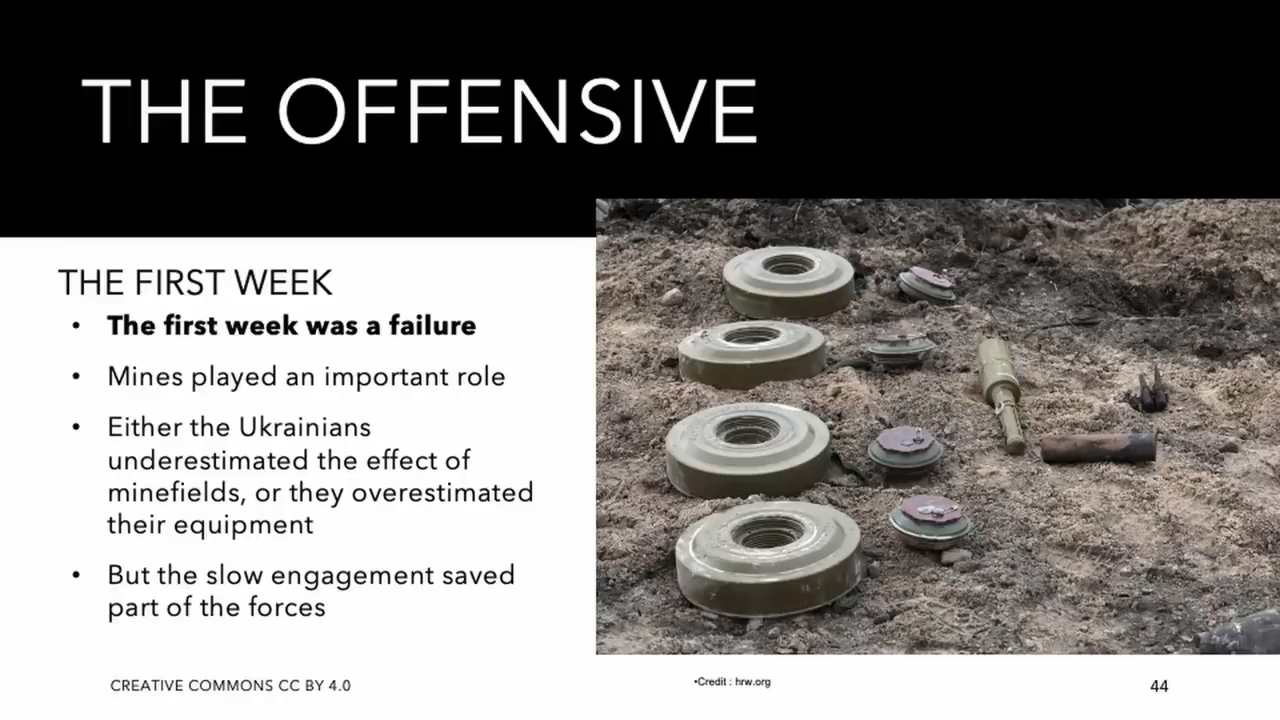 THE OFFENSIVE
THE FIRST WEEK
• The first week was a failure
• Mines played an important role
• Either the Ukrainians
underestimated the effect of
minefields, or they overestimated
their equipment
• But the slow engagement saved
part of the forces
CREATIVE COMMONS CC BY 4.0
•Credit : hrw.org
44